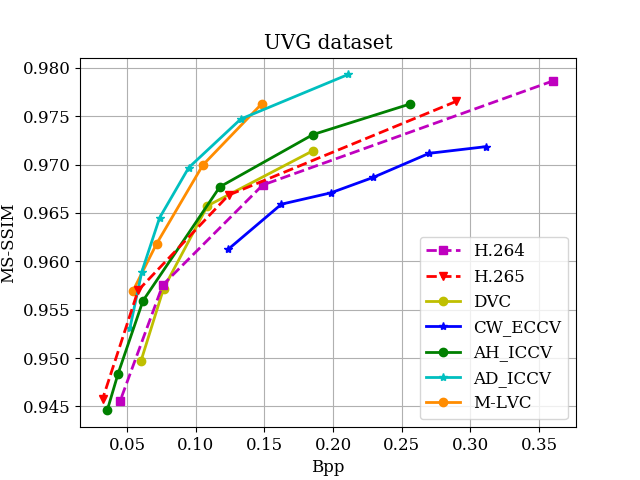 UVG dataset
MS-SSIM
0.980
0.975
0.970
0.965
0.960
0.955
0.950
0.945
H.264
H.265
DVC
CW_ECCV
AH_ICCV
AD_ICCV
M-LVC
0.05 0.10 0.15 0.20 0.25 0.30 0.35
Bpp